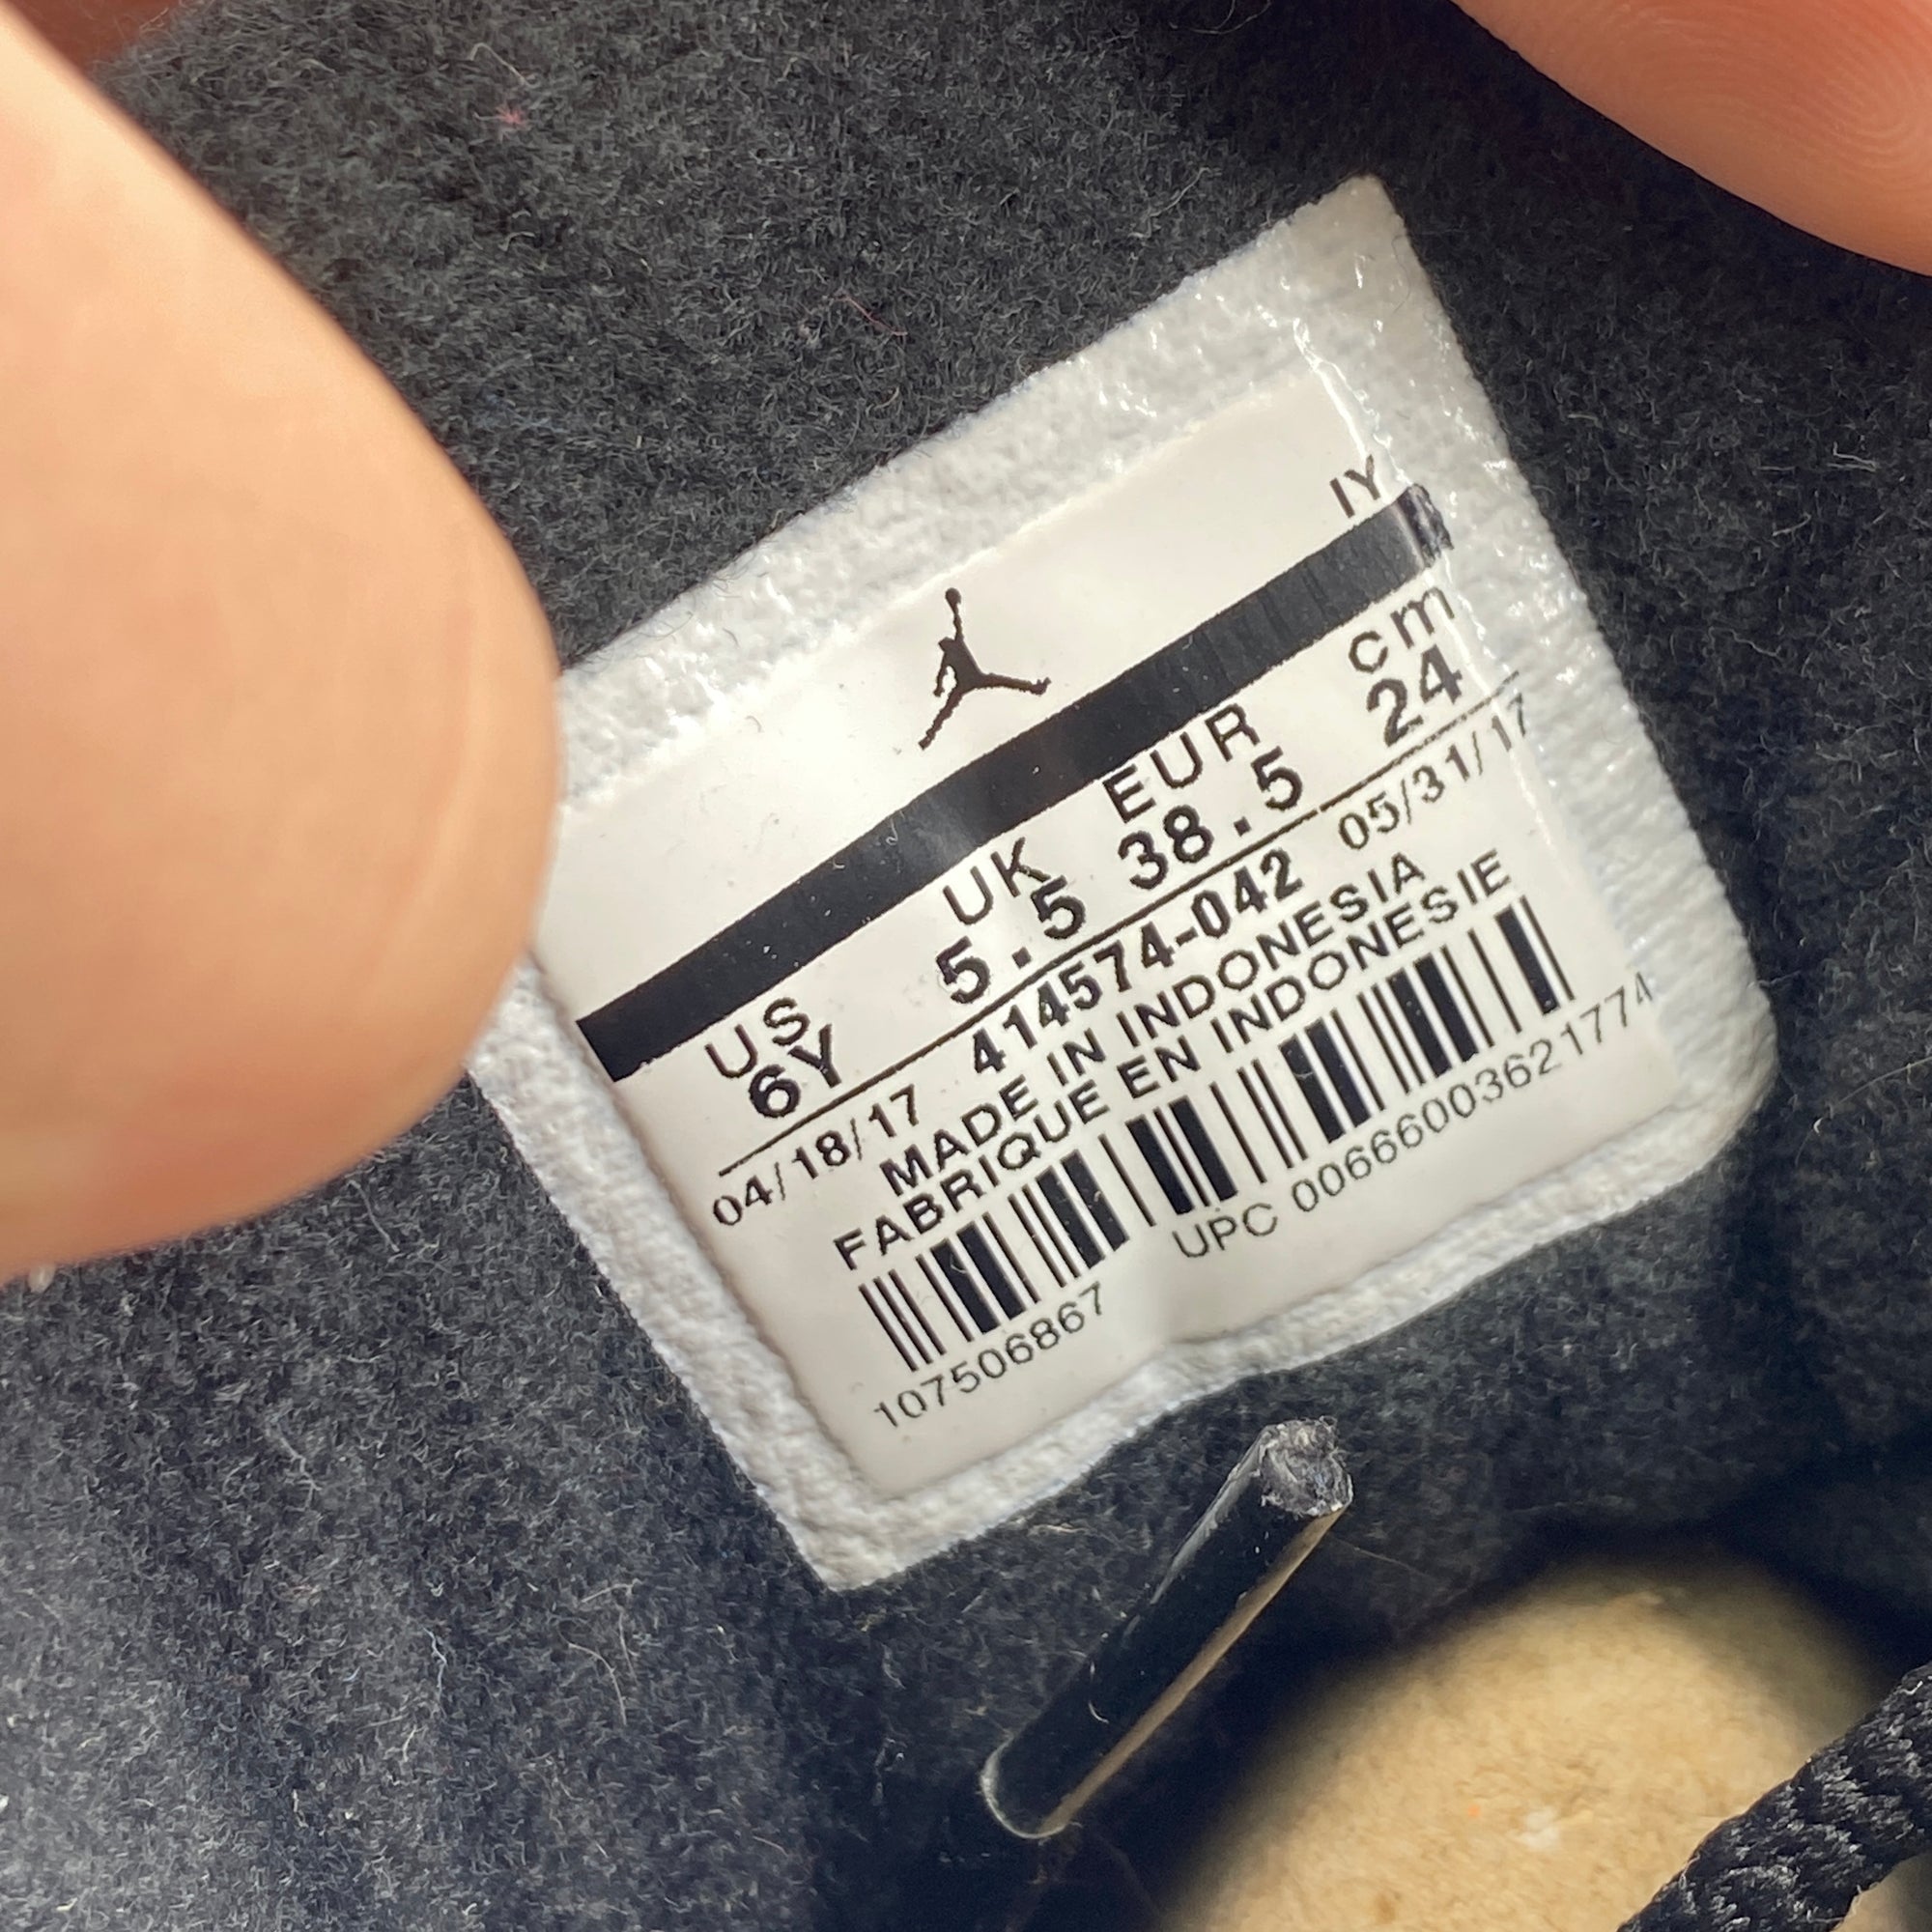 IY
US UK EUR cm
6Y 5.5 38.5 24
04/18/17 414574-042 05/31/17
MADE IN INDONESIA
FABRIQUE EN INDONESIE
107506867 UPC 00666003621774